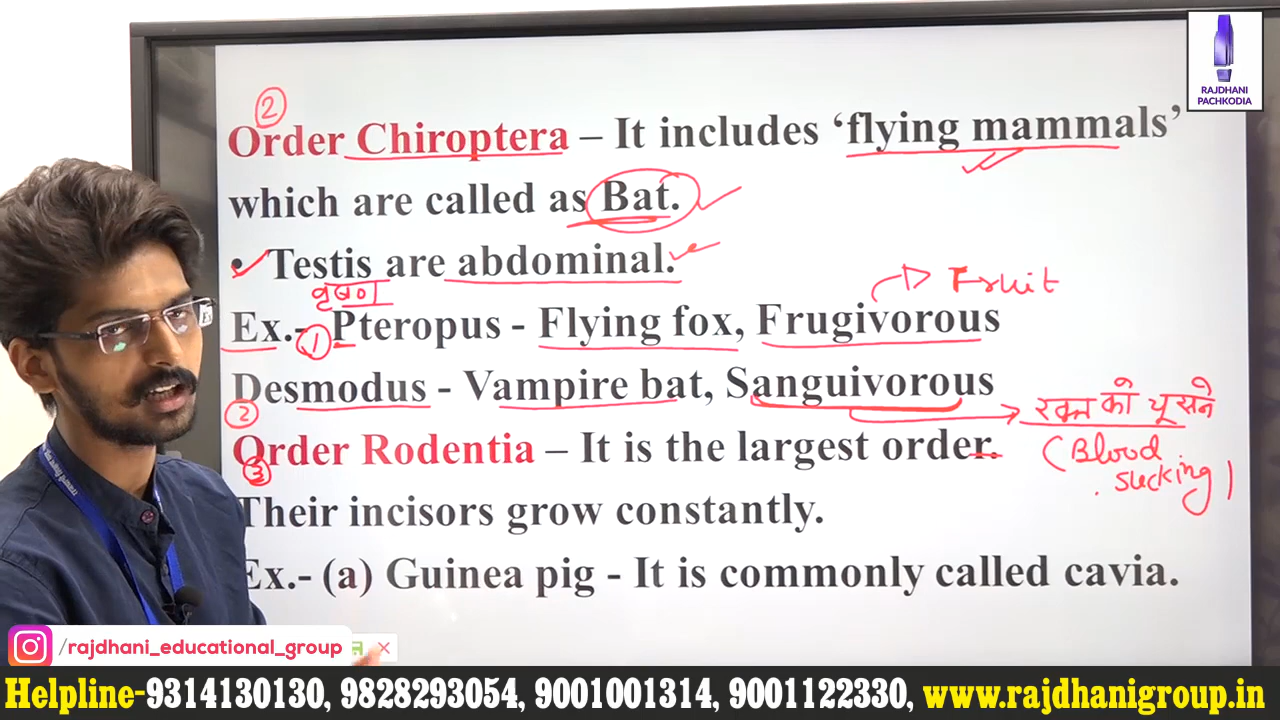 RAJDHANI
PACHKODIA
2
Order Chiroptera – It includes ‘flying mammals’
which are called as Bat.
• Testis are abdominal.
वृषण
Fruit
Ex.- 1 Pteropus - Flying fox, Frugivorous
2 Desmodus - Vampire bat, Sanguivorous
रक्त को चूसने
(Blood
sucking)
Order Rodentia – It is the largest order.
3
Their incisors grow constantly.
Ex.- (a) Guinea pig - It is commonly called cavia.
/rajdhani_educational_group
Helpline-9314130130, 9828293054, 9001001314, 9001122330, www.rajdhanigroup.in